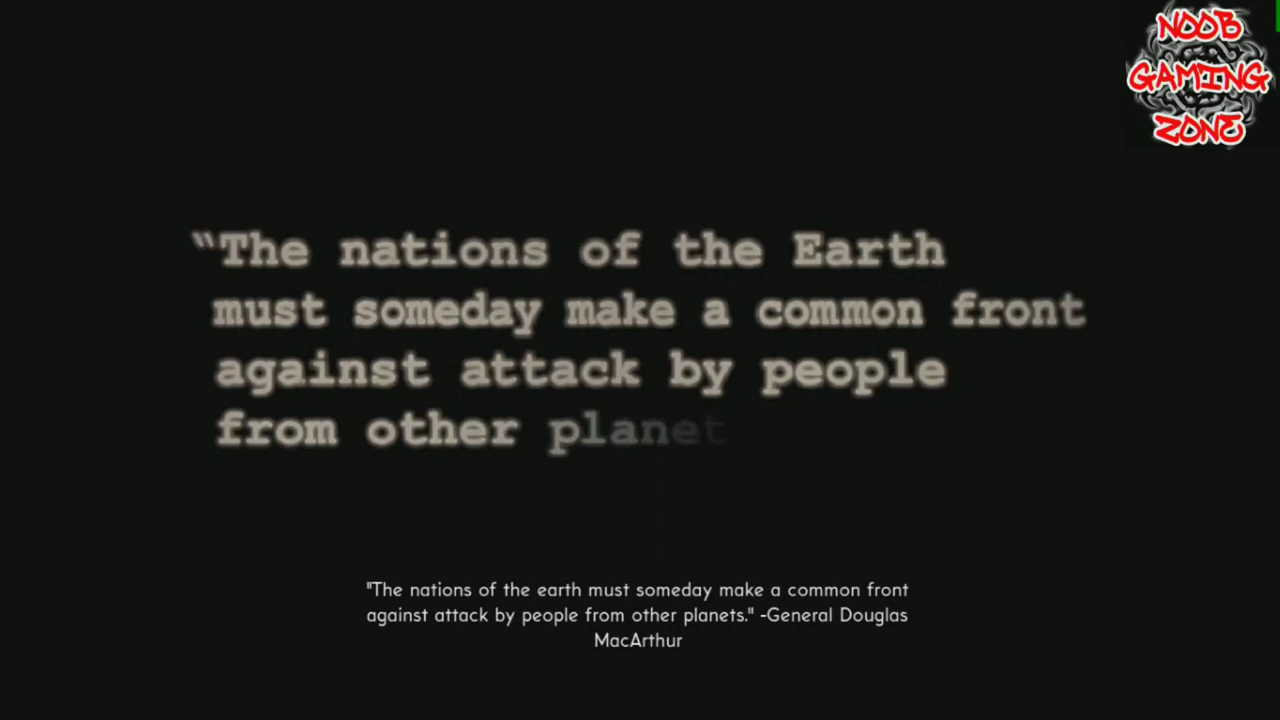 NOOB
GAMING
ZONE
“The nations of the Earth
must someday make a common front
against attack by people
from other planet
"The nations of the earth must someday make a common front
against attack by people from other planets." -General Douglas
MacArthur